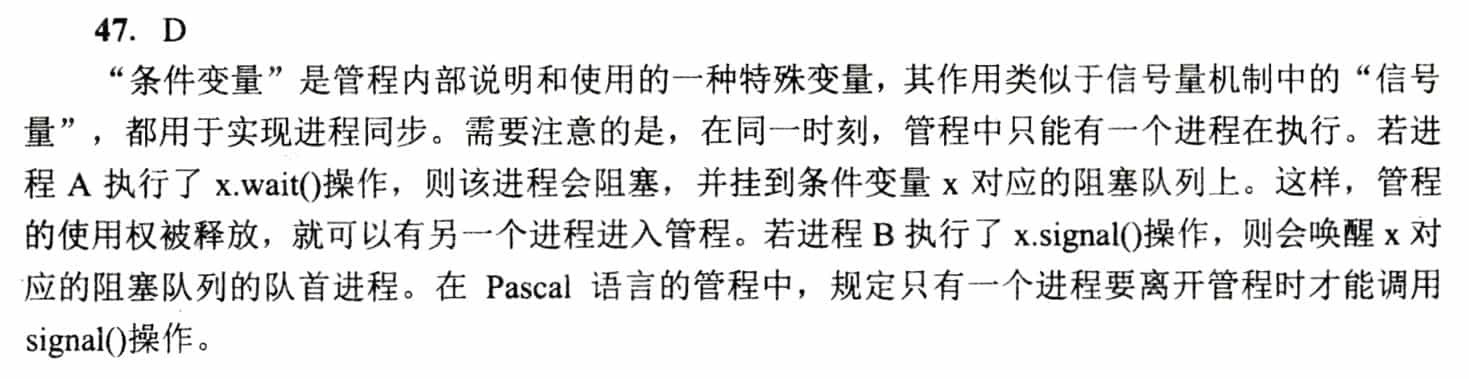 47. D
“条件变量”是管程内部说明和使用的一种特殊变量，其作用类似于信号量机制中的“信号
量”，都用于实现进程同步。需要注意的是，在同一时刻，管程中只能有一个进程在执行。若进
程 A 执行了 x.wait()操作，则该进程会阻塞，并挂到条件变量 x 对应的阻塞队列上。这样，管程
的使用权被释放，就可以有另一个进程进入管程。若进程 B 执行了 x.signal()操作，则会唤醒 x 对
应的阻塞队列的队首进程。在 Pascal 语言的管程中，规定只有一个进程要离开管程时才能调用
signal()操作。